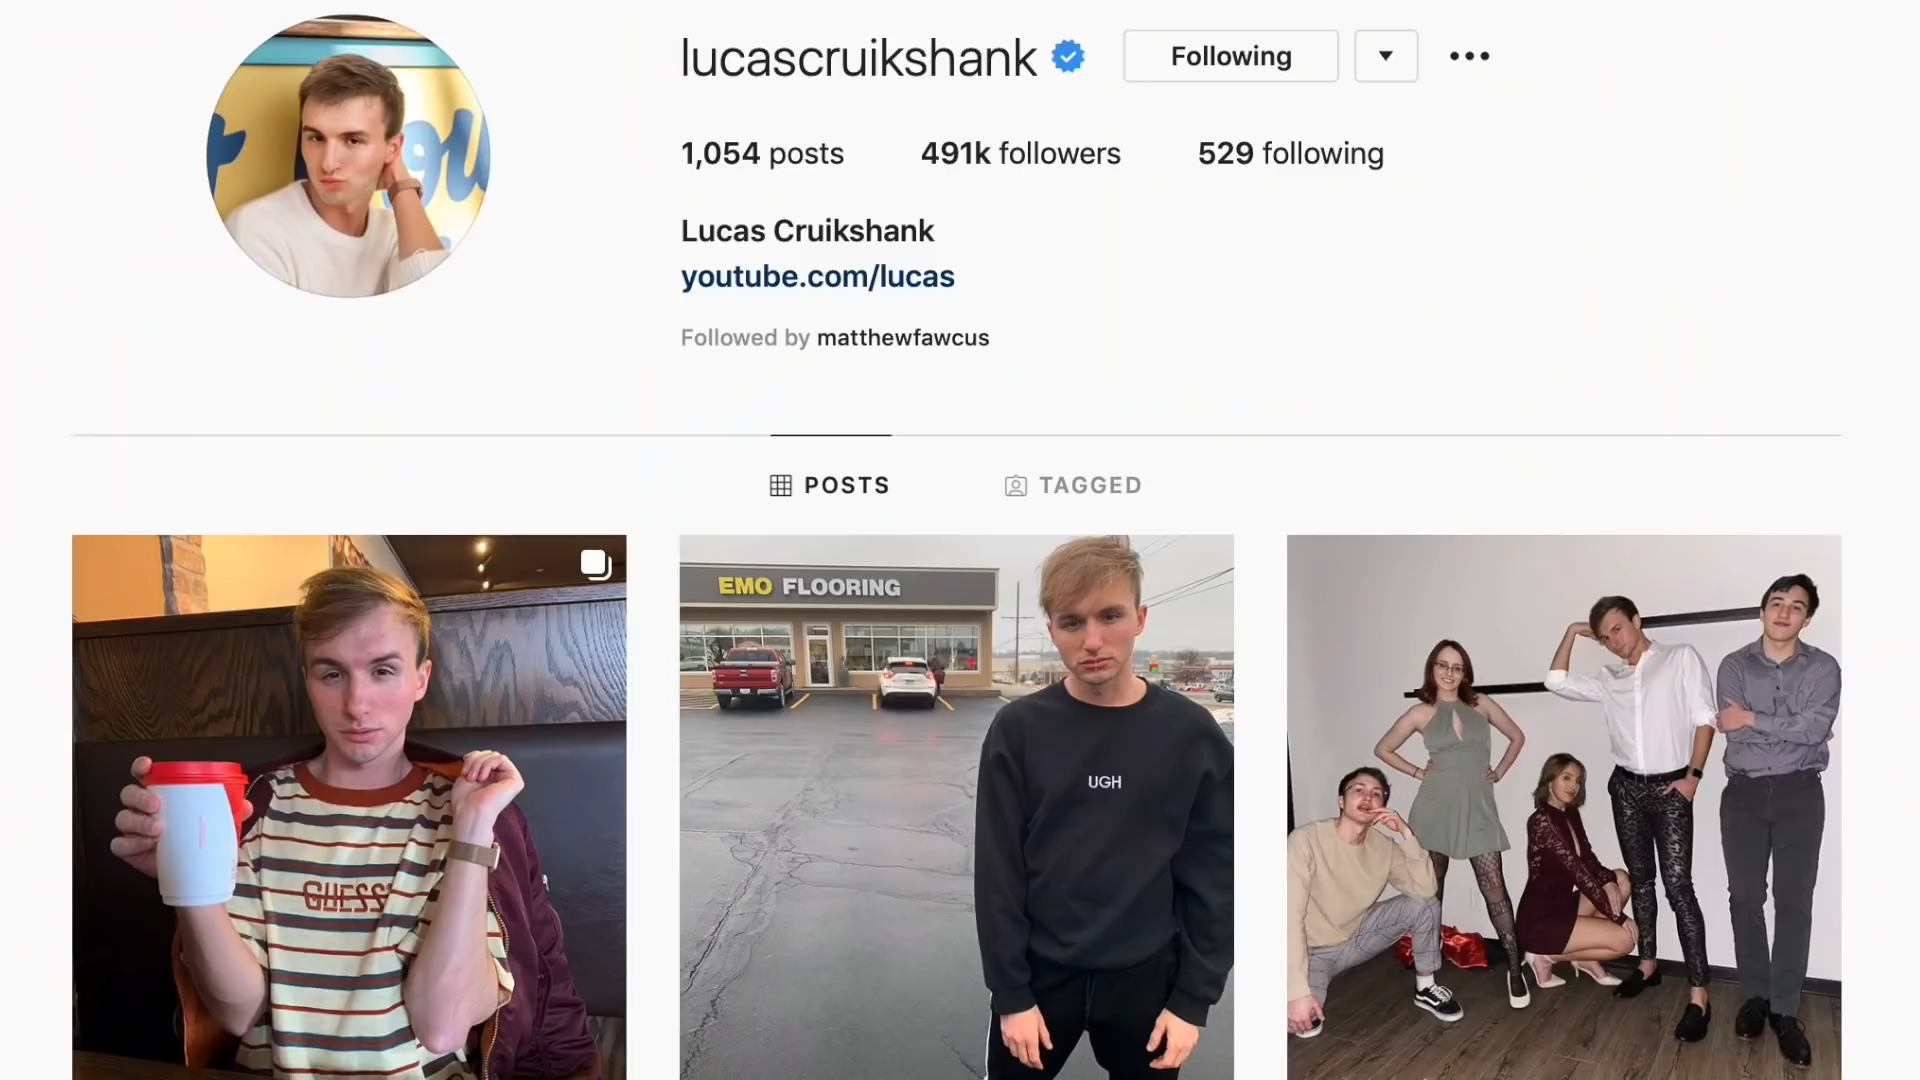 lucascruikshank Following
1,054 posts 491k followers 529 following
Lucas Cruikshank
youtube.com/lucas
Followed by matthewfawcus
POSTS TAGGED
EMO FLOORING
UGH
GUESS